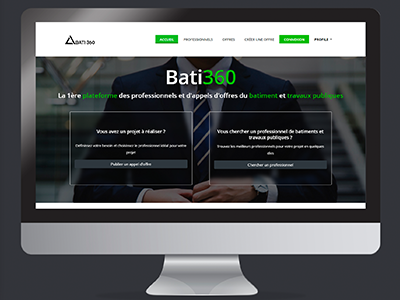 BATI 360
ACCUEIL PROFESSIONNELS OFFRES CRÉER UNE OFFRE CONNEXION PROFILE
Bati360
La 1ère plateforme des professionnels et d'appels d'offres du batiment et travaux publiques
Vous avez un projet à réaliser ?
Définissez votre besoin et choisissez le professionnel idéal pour votre
projet
Publier un appel d'offre
Vous chercher un professionnel de batiments et
travaux publiques ?
Trouvez les meilleurs professionnels pour votre projet en quelques
clics
Chercher un professionnel